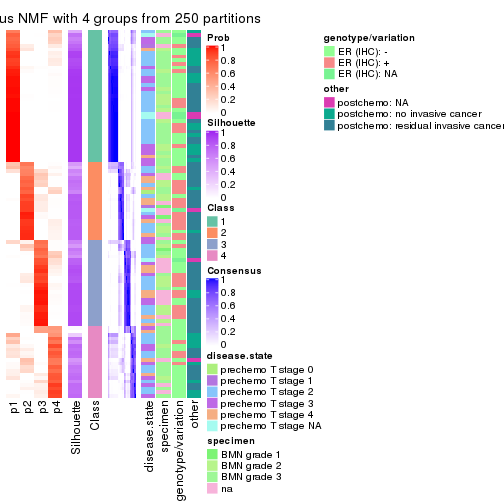 us NMF with 4 groups from 250 partitions
Prob
1
0.8
0.6
0.4
0.2
0
Silhouette
1
0.8
0.6
0.4
0.2
0
Class
1
2
3
4
Consensus
1
0.8
0.6
0.4
0.2
0
disease.state
prechemo T stage 0
prechemo T stage 1
prechemo T stage 2
prechemo T stage 3
prechemo T stage 4
prechemo T stage NA
specimen
BMN grade 1
BMN grade 2
BMN grade 3
na
genotype/variation
ER (IHC): -
ER (IHC): +
ER (IHC): NA
other
postchemo: NA
postchemo: no invasive cancer
postchemo: residual invasive cancer
p1
p2
p3
p4
Silhouette
Class
disease.state
specimen
genotype/variation
other